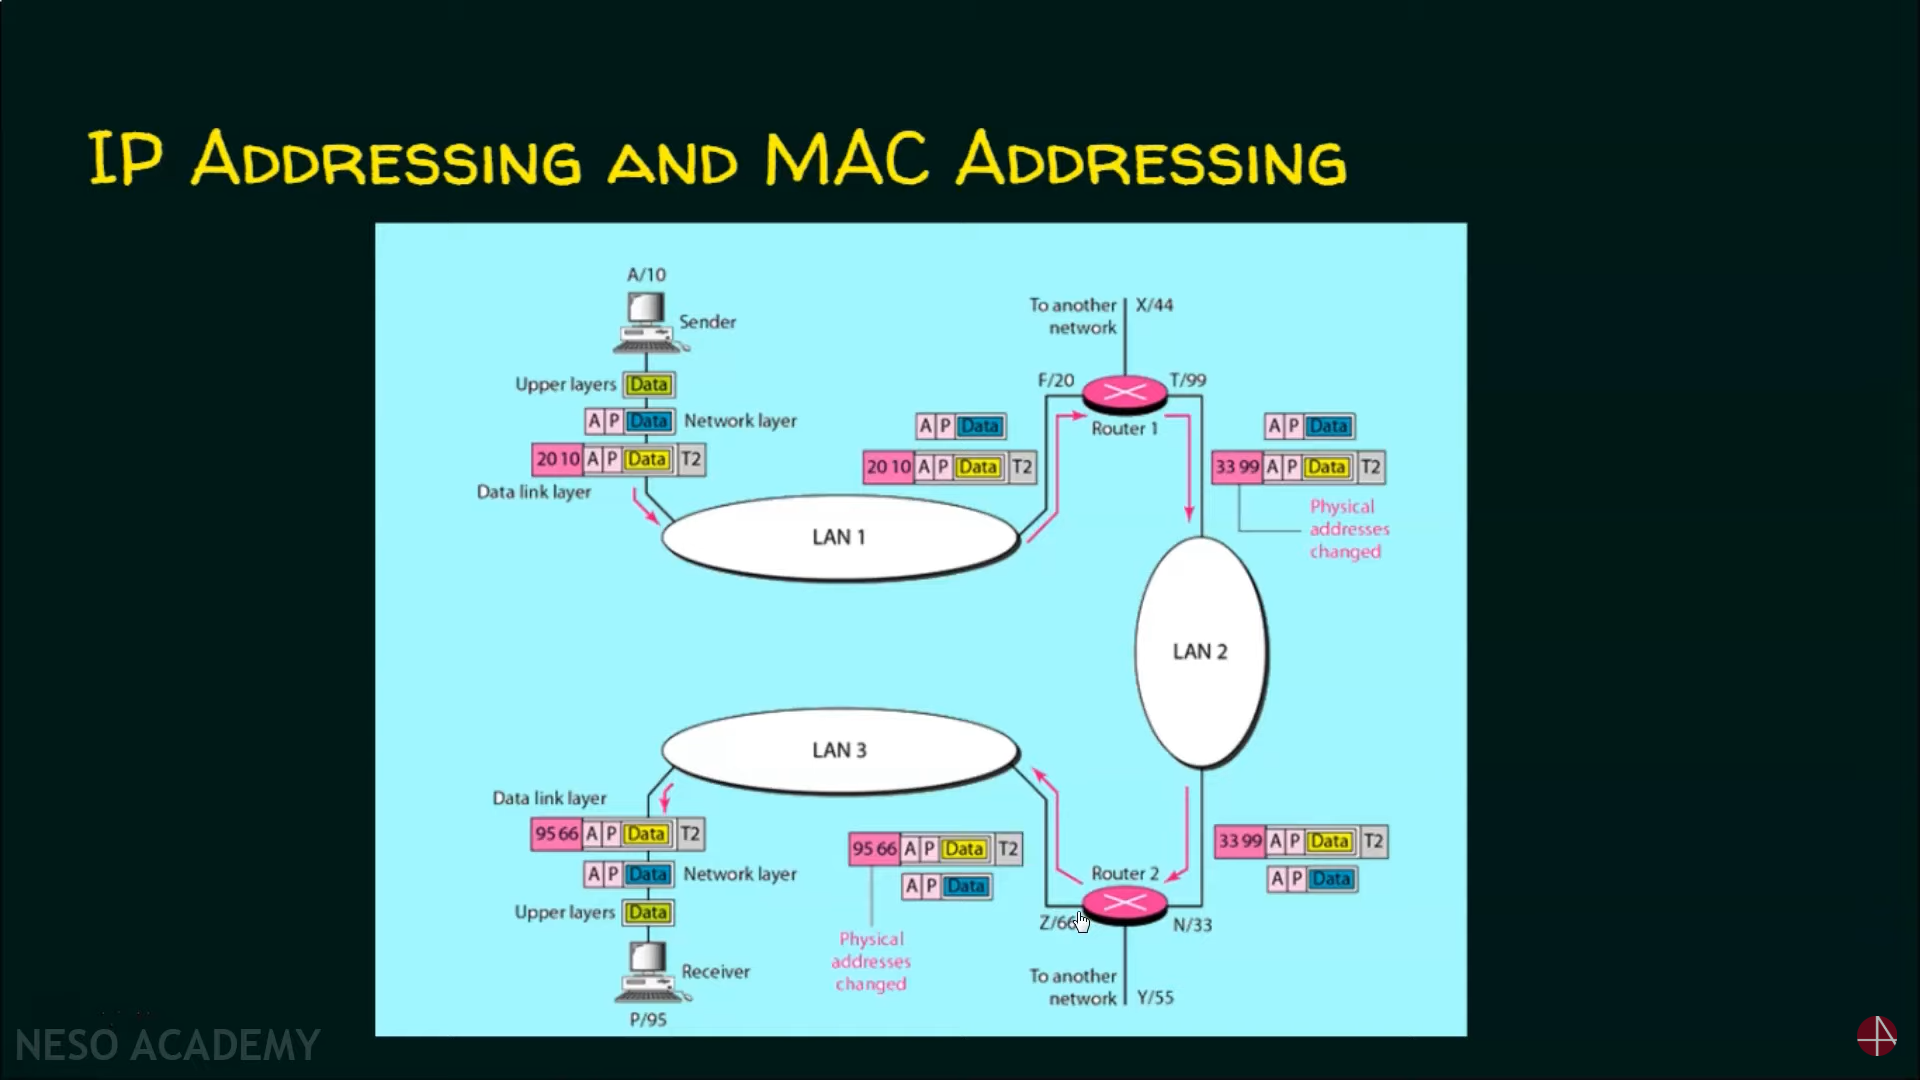 IP ADDRESSING AND MAC ADDRESSING
A/10
Sender
Upper layers Data
A P Data Network layer
20 10 A P Data T2
Data link layer
LAN 1
To another network X/44
F/20 T/99
Router 1
A P Data
20 10 A P Data T2
A P Data
33 99 A P Data T2
Physical
addresses
changed
LAN 2
33 99 A P Data T2
A P Data
Router 2
Z/66 N/33
To another
network Y/55
95 66 A P Data T2
A P Data
Physical
addresses
changed
LAN 3
Data link layer
95 66 A P Data T2
A P Data Network layer
Upper layers Data
Receiver
P/95
NESO ACADEMY